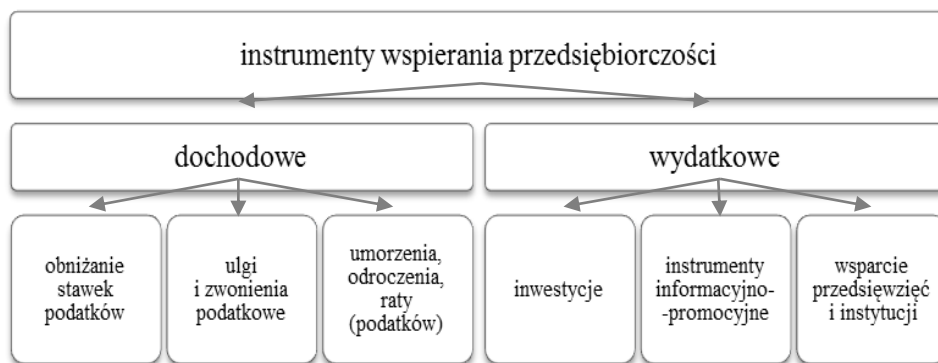 instrumenty wspierania przedsiębiorczości
dochodowe
wydatkowe
obniżanie
stawek
podatków
ulgi
i zwonienia
podatkowe
umorzenia,
odroczenia,
raty
(podatków)
inwestycje
instrumenty
informacyjno-
-promocyjne
wsparcie
przedsięwzięć
i instytucji